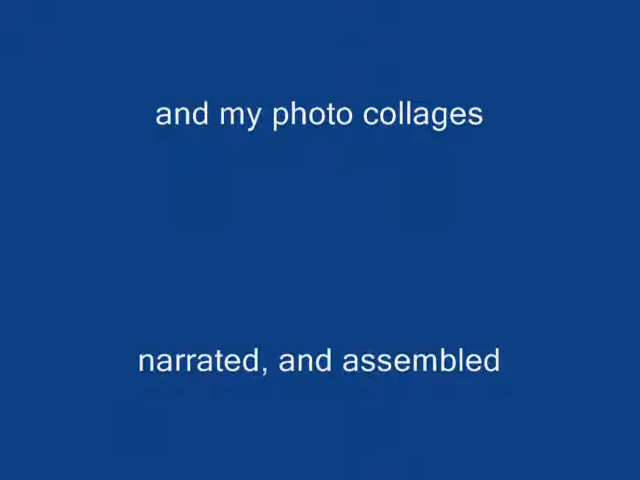 and my photo collages
narrated, and assembled